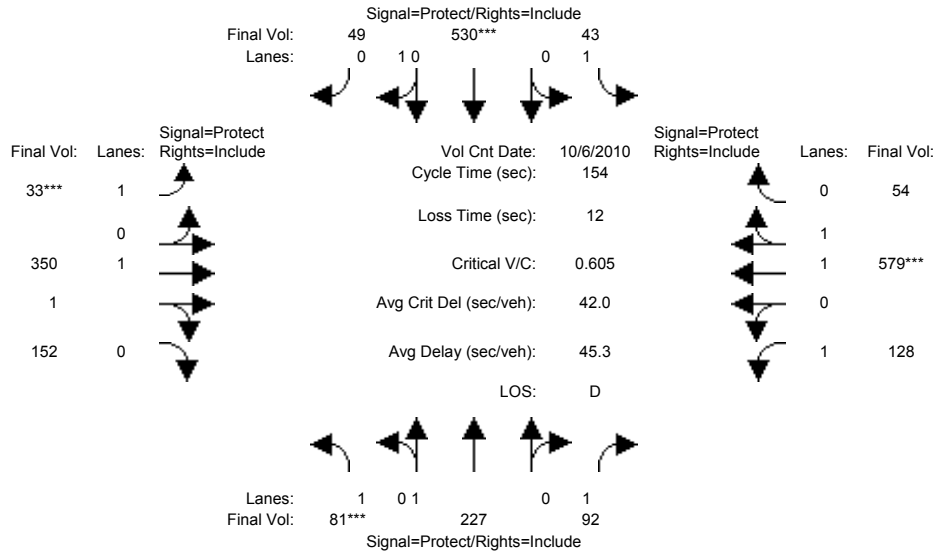 Signal=Protect/Rights=Include
Final Vol: 49 530*** 43
Lanes: 0 1 0 0 1
Signal=Protect Signal=Protect
Final Vol: Lanes: Rights=Include Vol Cnt Date: 10/6/2010 Rights=Include Lanes: Final Vol:
Cycle Time (sec): 154
33*** 1 0 54
Loss Time (sec): 12
0 1
350 1 Critical V/C: 0.605 1 579***
1 Avg Crit Del (sec/veh): 42.0 0
152 0 Avg Delay (sec/veh): 45.3 1 128
LOS: D
Lanes: 1 0 1 0 1
Final Vol: 81*** 227 92
Signal=Protect/Rights=Include